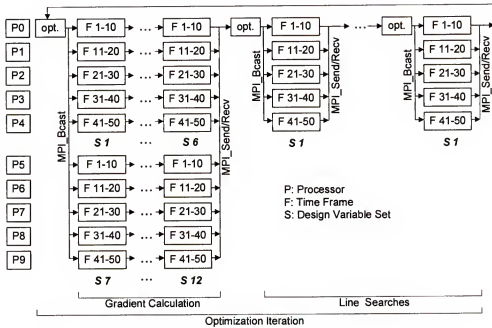 P0 opt. F 1-10 ... F 1-10 opt. F 1-10 ... opt. F 1-10
P1 F 11-20 ... F 11-20 F 11-20 F 11-20
P2 F 21-30 ... F 21-30 F 21-30 F 21-30
P3 F 31-40 ... F 31-40 F 31-40 F 31-40
P4 F 41-50 ... F 41-50 F 41-50 F 41-50
MPI_Bcast
MPI_Send/Recv
MPI_Bcast
MPI_Send/Recv
MPI_Bcast
MPI_Send/Recv
S 1 ... S 6 S 1 S 1
P5 F 1-10 ... F 1-10
P6 F 11-20 ... F 11-20
P7 F 21-30 ... F 21-30
P8 F 31-40 ... F 31-40
P9 F 41-50 ... F 41-50
S 7 ... S 12
P: Processor
F: Time Frame
S: Design Variable Set
Gradient Calculation
Line Searches
Optimization Iteration